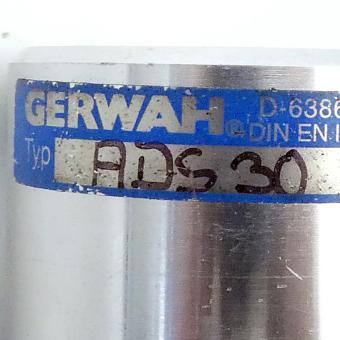 GERWAH D-6386
DIN EN I
Typ ADS 30